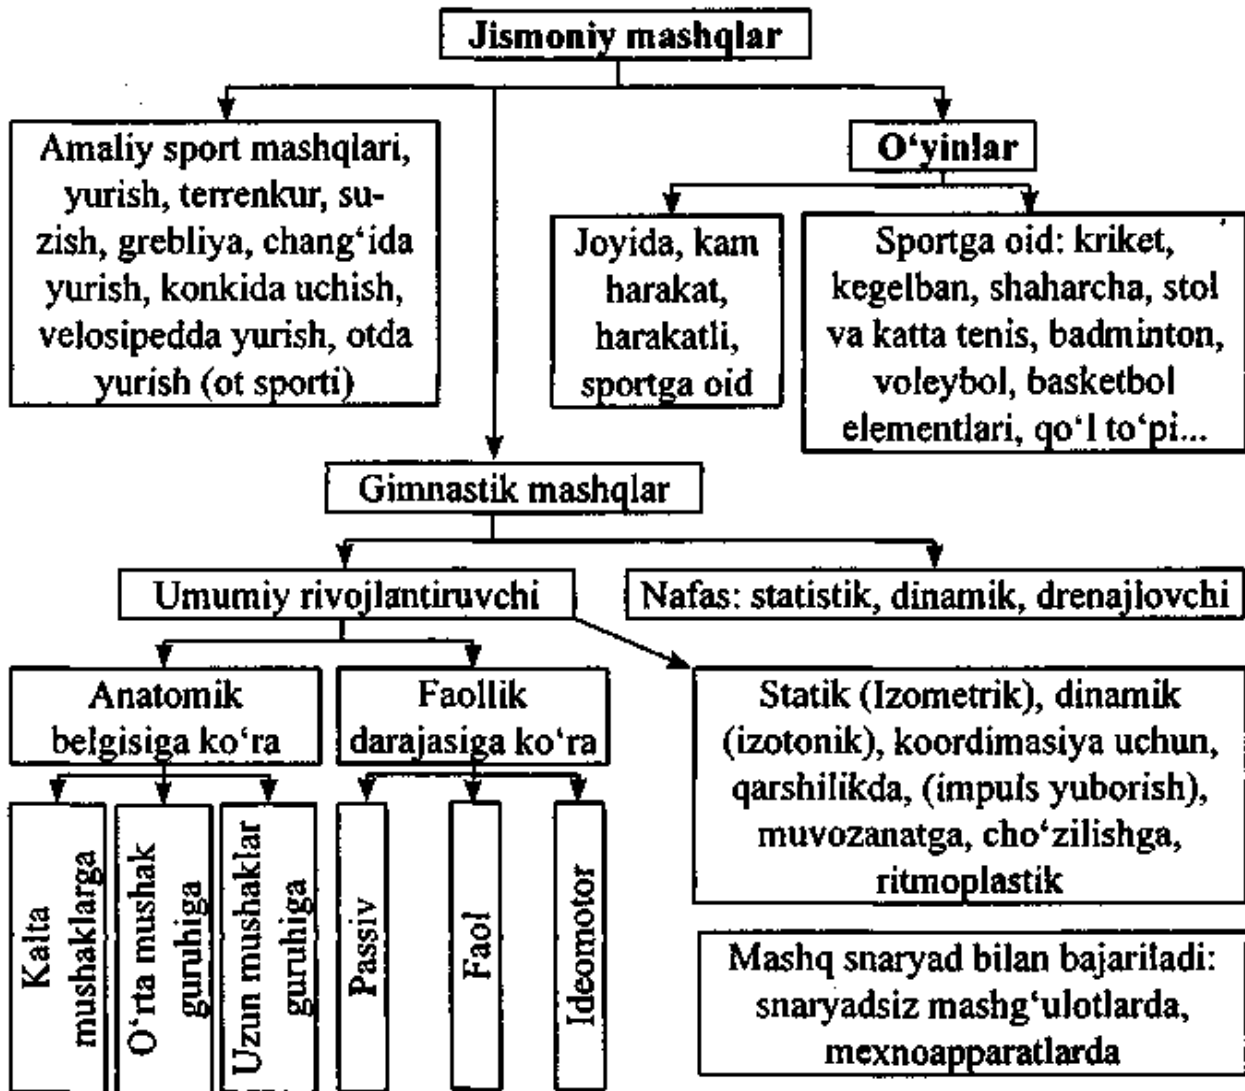 Jismoniy mashqlar
Amaliy sport mashqlari,
yurish, terrenkur, su-
zish, grebliya, chang‘ida
yurish, konkida uchish,
velosipedda yurish, otda
yurish (ot sporti)
O‘yinlar
Joyida, kam
harakat,
harakatli,
sportga oid
Sportga oid: kriket,
kegelban, shaharcha, stol
va katta tenis, badminton,
voleybol, basketbol
elementlari, qo‘l to‘pi...
Gimnastik mashqlar
Umumiy rivojlantiruvchi
Nafas: statistik, dinamik, drenajlovchi
Anatomik
belgisiga ko‘ra
Faollik
darajasiga ko‘ra
Statik (Izometrik), dinamik
(izotonik), koordimasiya uchun,
qarshilikda, (impuls yuborish),
muvozanatga, cho‘zilishga,
ritmoplastik
Kalta
mushaklarga
O‘rta mushak
guruhiga
Uzun mushaklar
guruhiga
Passiv
Faol
Ideomotor
Mashq snaryad bilan bajariladi:
snaryadsiz mashg‘ulotlarda,
mexnoapparatlarda